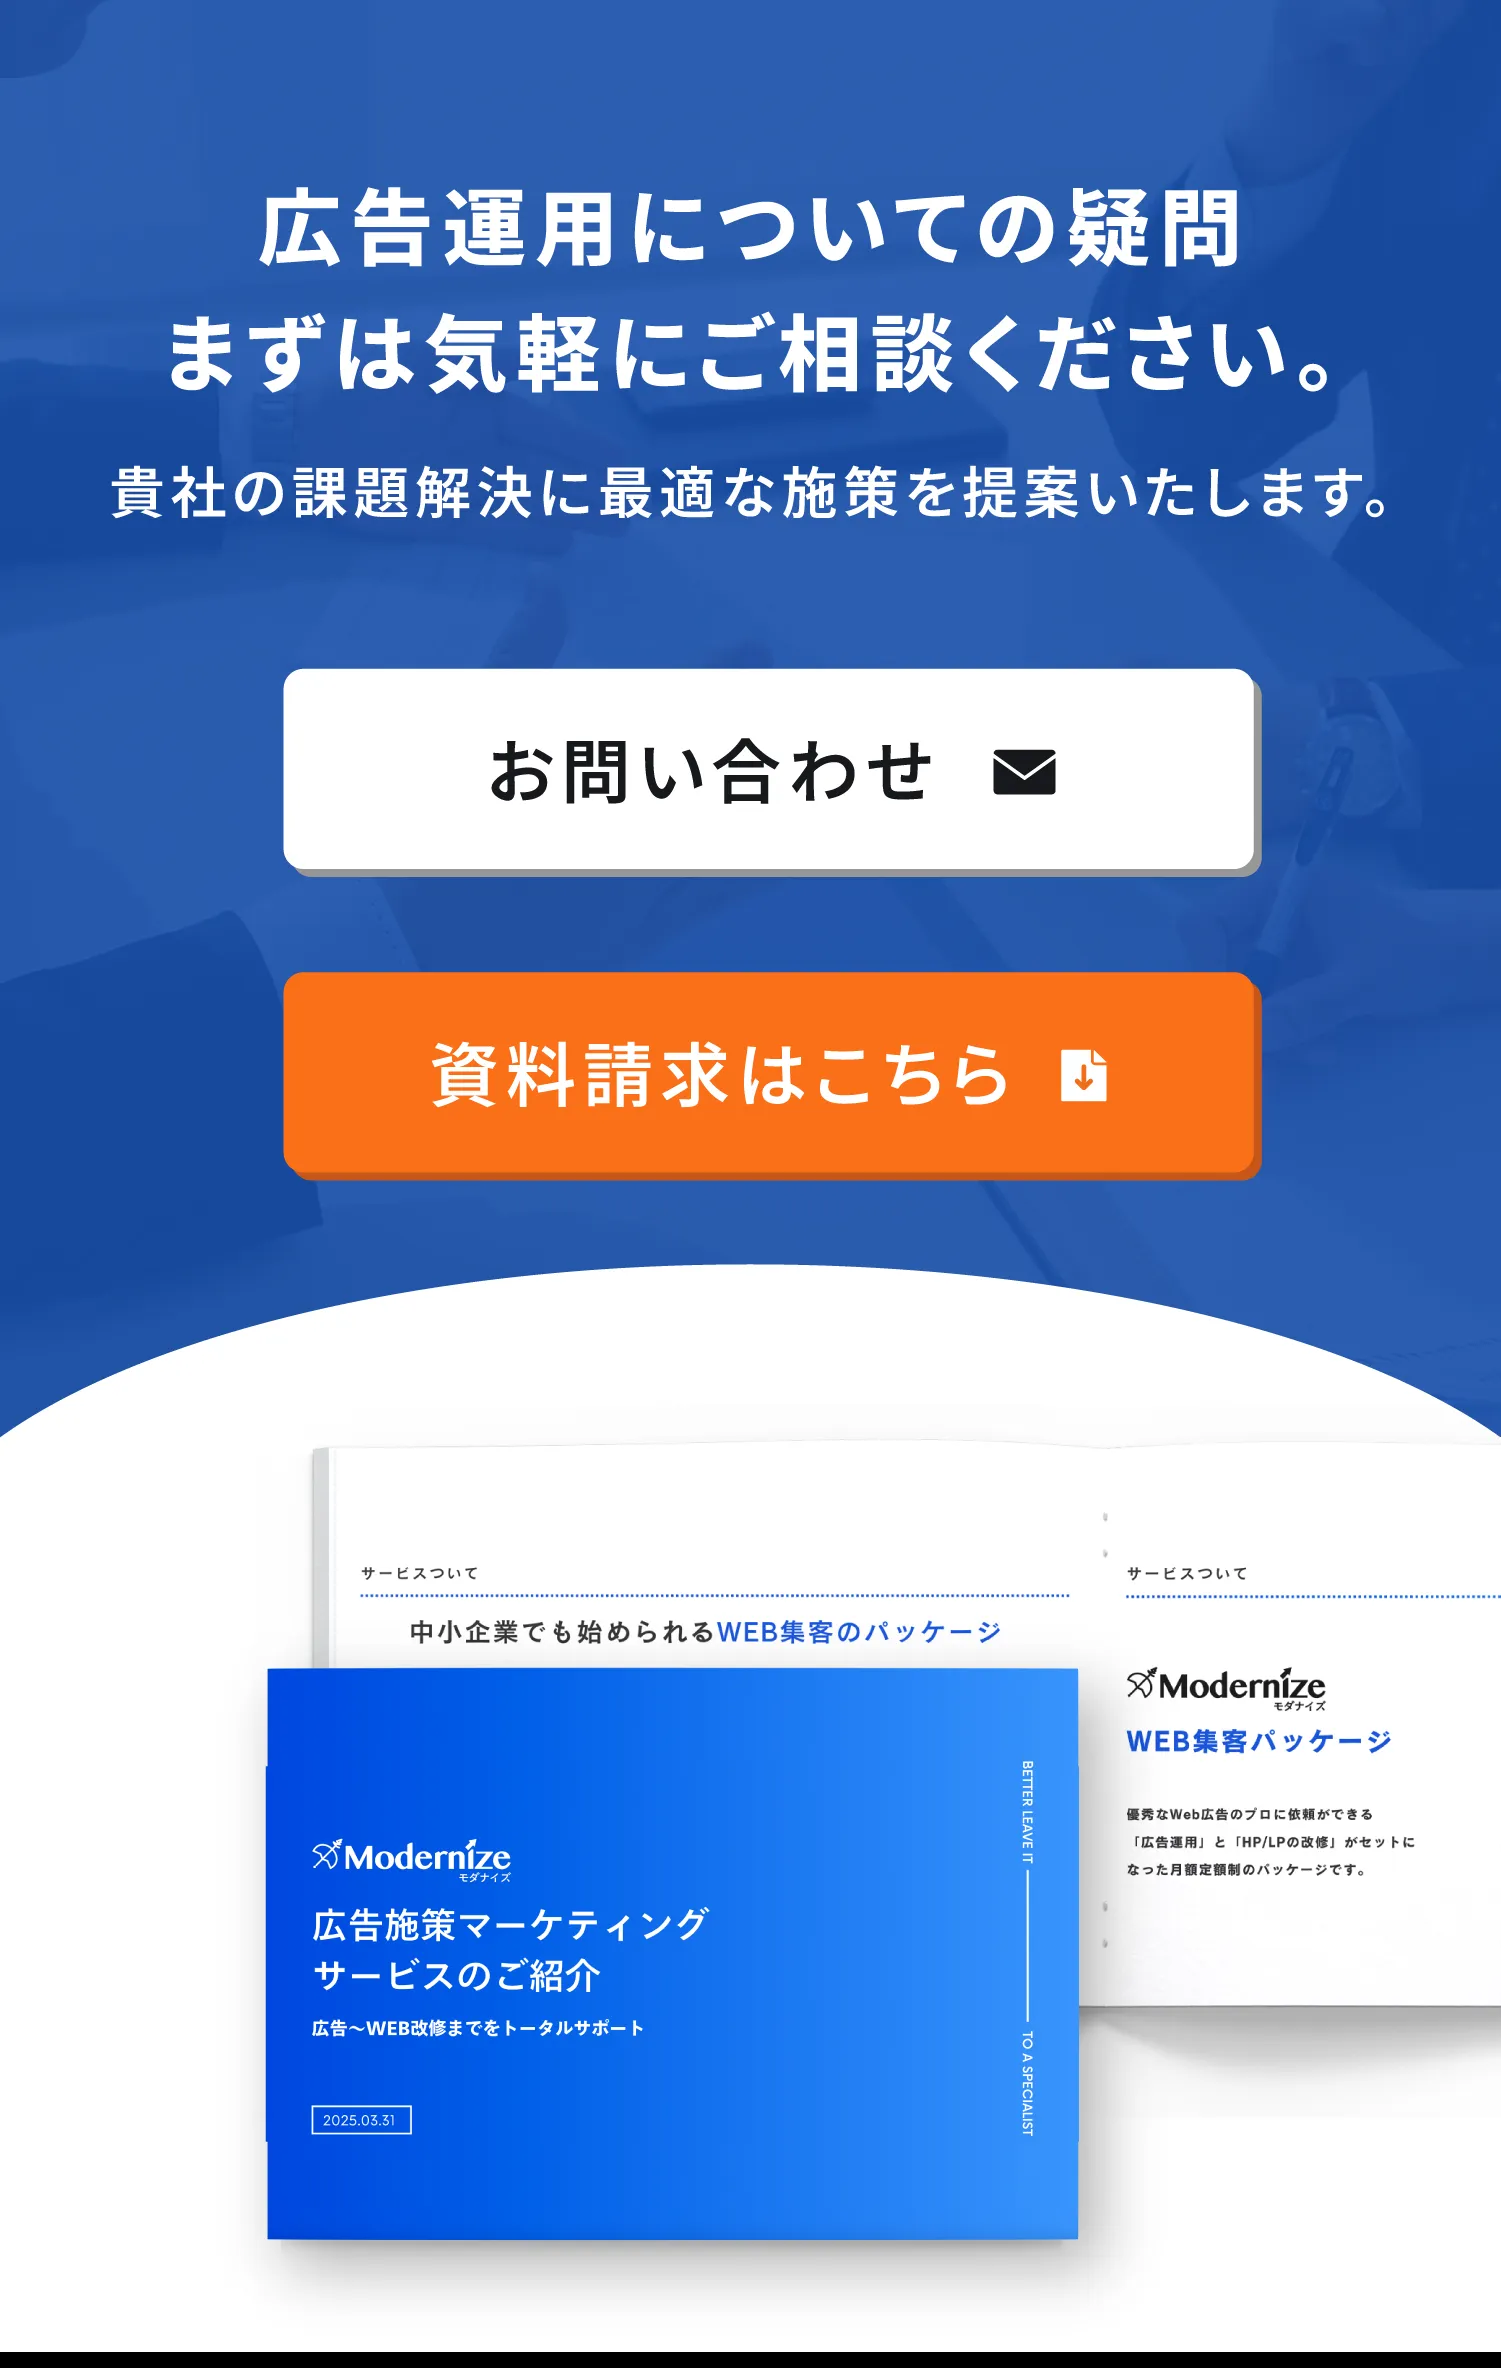 広告運用についての疑問
まずは気軽にご相談ください。
貴社の課題解決に最適な施策を提案いたします。
お問い合わせ
資料請求はこちら
サービスついて
中小企業でも始められるWEB集客のパッケージ
サービスついて
Modernize
モダナイズ
WEB集客パッケージ
優秀なWeb広告のプロに依頼ができる
「広告運用」と「HP/LPの改修」がセットに
なった月額定額制のパッケージです。
Modernize
モダナイズ
広告施策マーケティング
サービスのご紹介
広告〜WEB改修までをトータルサポート
2025.03.31
BETTER LEAVE IT
TO A SPECIALIST